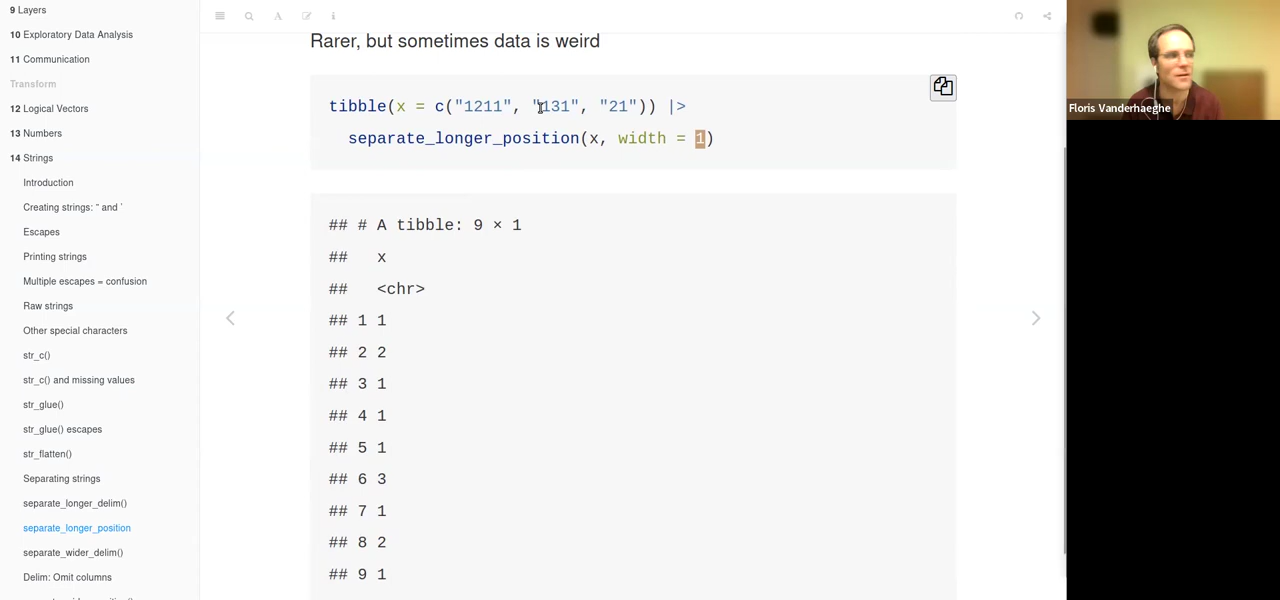 9 Layers
10 Exploratory Data Analysis
11 Communication
Transform
12 Logical Vectors
13 Numbers
14 Strings
Introduction
Creating strings: " and '
Escapes
Printing strings
Multiple escapes = confusion
Raw strings
Other special characters
str_c()
str_c() and missing values
str_glue()
str_glue() escapes
str_flatten()
Separating strings
separate_longer_delim()
separate_longer_position
separate_wider_delim()
Delim: Omit columns
Rarer, but sometimes data is weird
tibble(x = c("1211", "131", "21")) |>
separate_longer_position(x, width = 1)
## # A tibble: 9 × 1
## x
## <chr>
## 1 1
## 2 2
## 3 1
## 4 1
## 5 1
## 6 3
## 7 1
## 8 2
## 9 1
Floris Vanderhaeghe